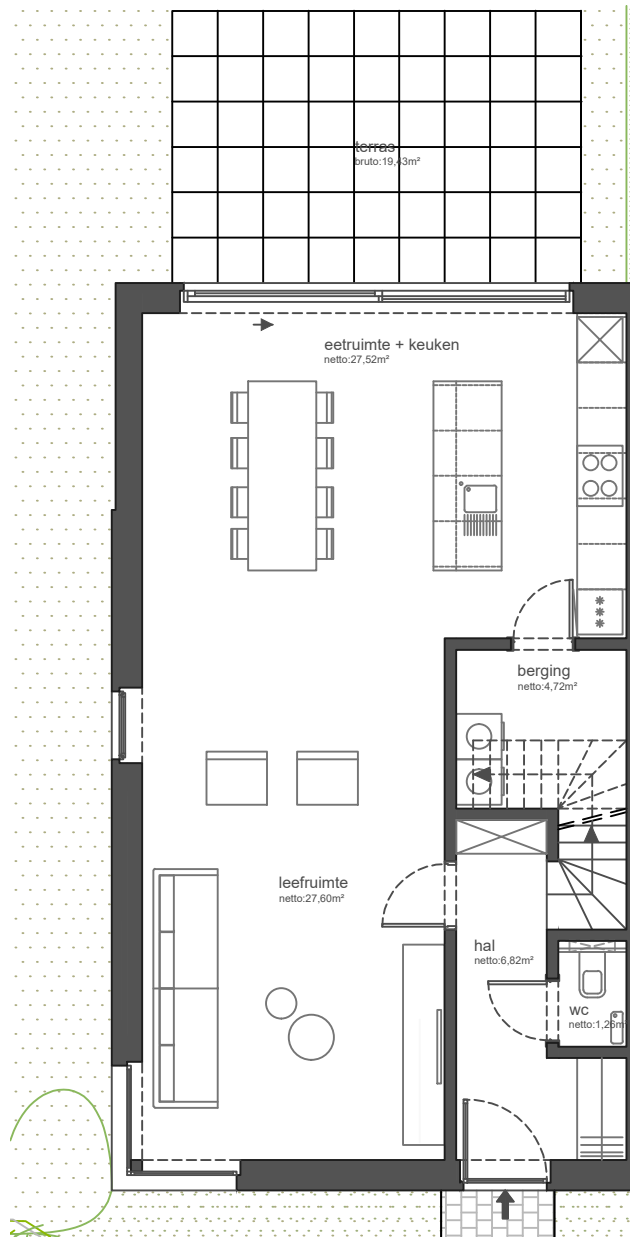 terras
bruto:19,43m²
eetruimte + keuken
netto:27,52m²
berging
netto:4,72m²
leefruimte
netto:27,60m²
hal
netto:6,82m²
wc
netto:1,26m²